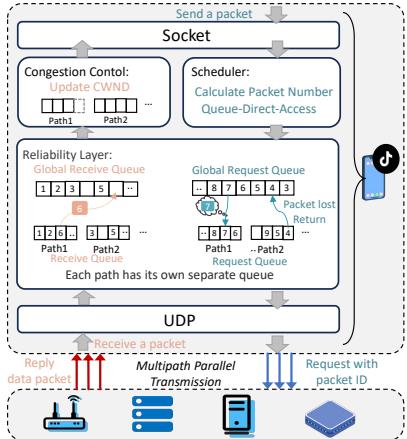 Send a packet
Socket
Congestion Contol:
Update CWND
...
Path1 Path2
Scheduler:
Calculate Packet Number
Queue-Direct-Access
Reliability Layer:
Global Receive Queue
1 2 3 5 ..
6
1 2 6 .. 3 5 .. ...
Path1 Path2
Receive Queue
Global Request Queue
.. 8 7 6 5 4 3
7
Packet lost
Return
.. 8 7 6 9 5 4 ...
Path1 .. Path2
Request Queue
Each path has its own separate queue
UDP
Receive a packet
Reply
data packet
Multipath Parallel
Transmission
Request with
packet ID